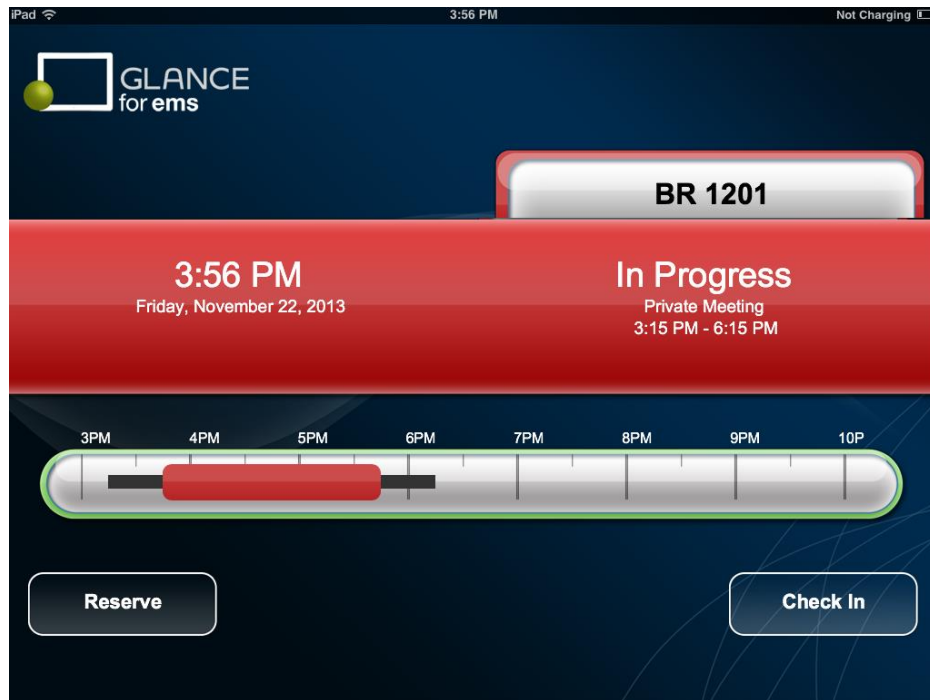 iPad 3:56 PM Not Charging
GLANCE
for ems
BR 1201
3:56 PM
Friday, November 22, 2013
In Progress
Private Meeting
3:15 PM - 6:15 PM
3PM 4PM 5PM 6PM 7PM 8PM 9PM 10P
Reserve
Check In